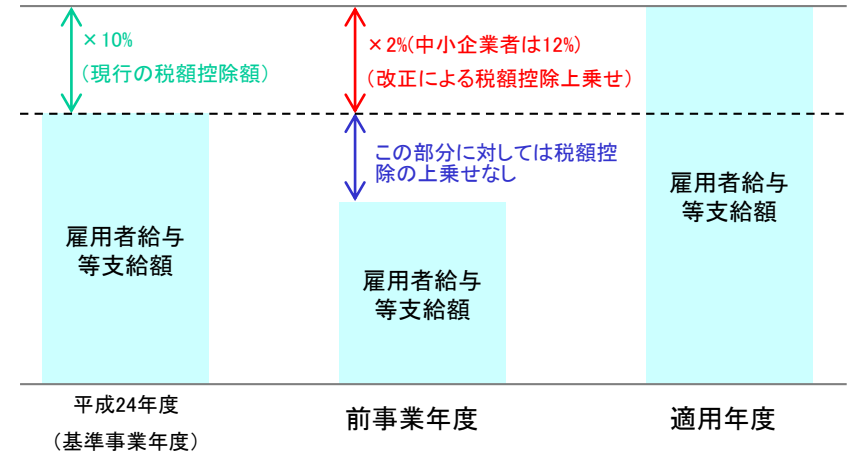 ×10%
(現行の税額控除額)
×2%(中小企業者は12%)
(改正による税額控除上乗せ)
この部分に対しては税額控
除の上乗せなし
雇用者給与
等支給額
雇用者給与
等支給額
雇用者給与
等支給額
平成24年度
(基準事業年度)
前事業年度
適用年度